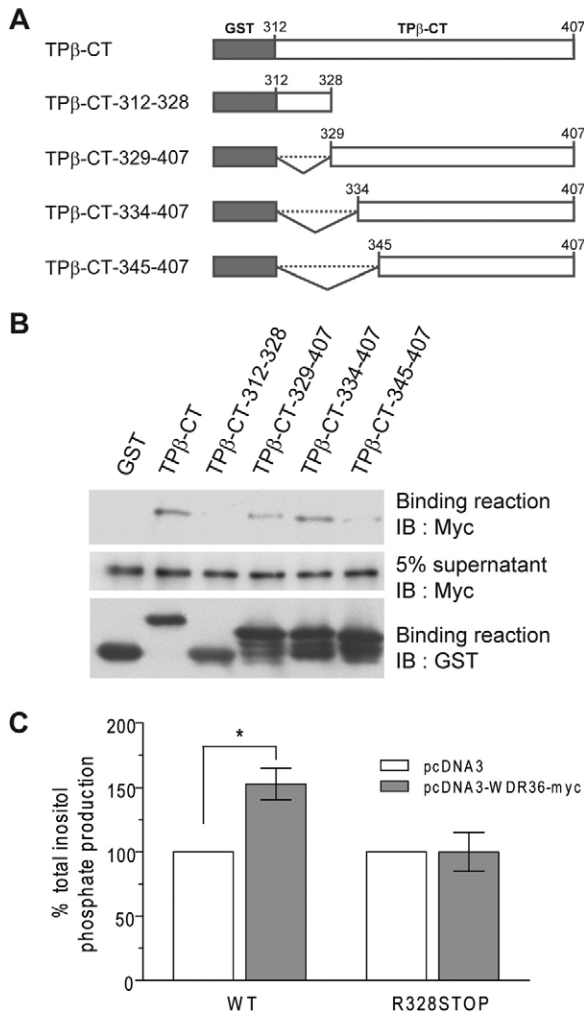 A
GST 312 TPβ-CT 407
TPβ-CT
312 328
TPβ-CT-312-328
329 407
TPβ-CT-329-407
334 407
TPβ-CT-334-407
345 407
TPβ-CT-345-407
B
GST
TPβ-CT
TPβ-CT-312-328
TPβ-CT-329-407
TPβ-CT-334-407
TPβ-CT-345-407
Binding reaction
IB : Myc
5% supernatant
IB : Myc
Binding reaction
IB : GST
C
% total inositol
phosphate production
200
150
100
50
0
*
pcDNA3
pcDNA3-WDR36-myc
WT
R328STOP